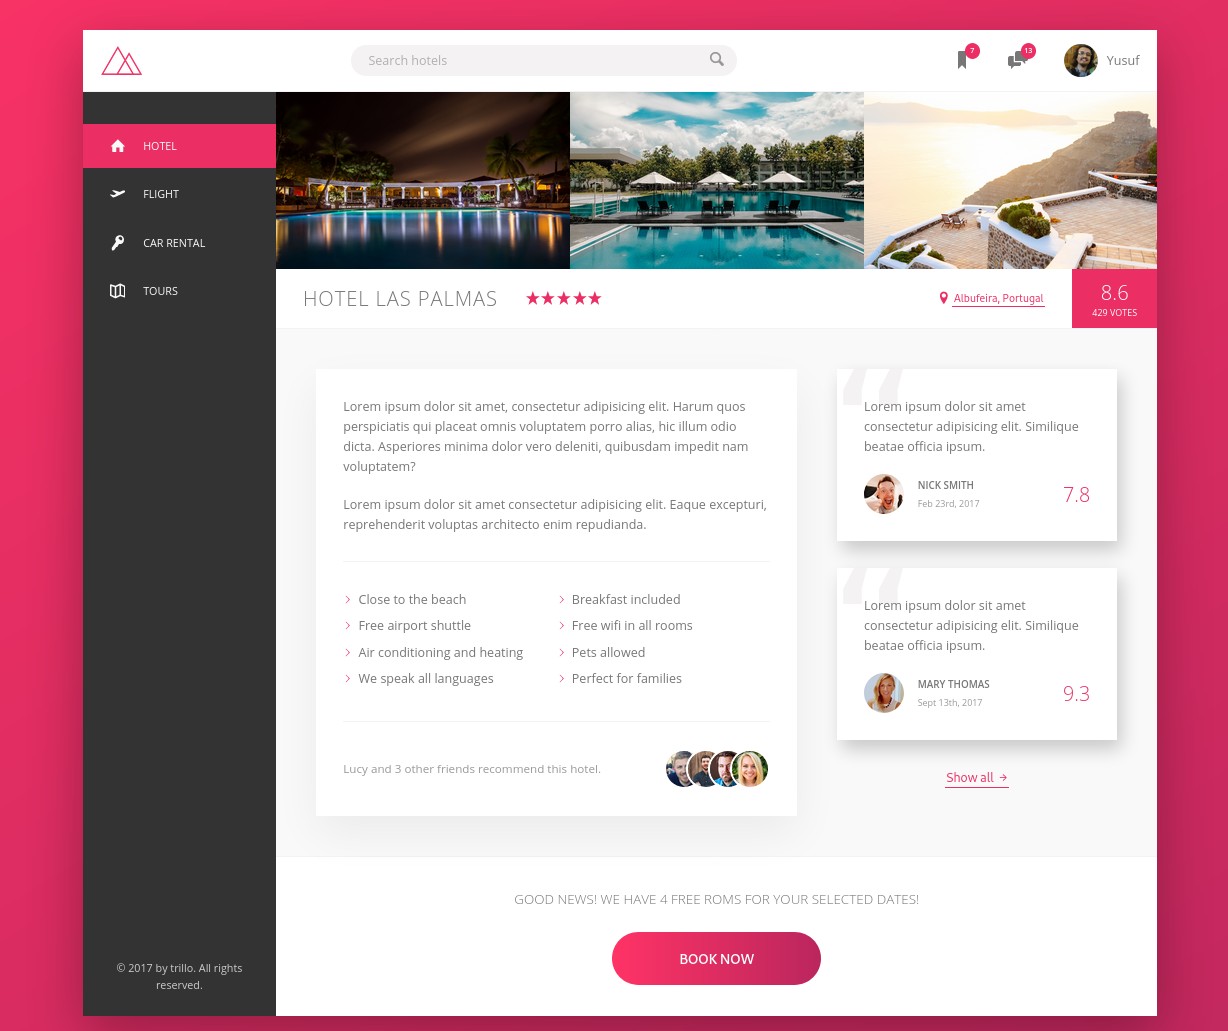 Search hotels
7
13
Yusuf
HOTEL
FLIGHT
CAR RENTAL
TOURS
© 2017 by trillo. All rights
reserved.
HOTEL LAS PALMAS
Albufeira, Portugal
8.6
429 VOTES
Lorem ipsum dolor sit amet, consectetur adipisicing elit. Harum quos
perspiciatis qui placeat omnis voluptatem porro alias, hic illum odio
dicta. Asperiores minima dolor vero deleniti, quibusdam impedit nam
voluptatem?
Lorem ipsum dolor sit amet consectetur adipisicing elit. Eaque excepturi,
reprehenderit voluptas architecto enim repudianda.
Close to the beach
Breakfast included
Free airport shuttle
Free wifi in all rooms
Air conditioning and heating
Pets allowed
We speak all languages
Perfect for families
Lucy and 3 other friends recommend this hotel.
“
Lorem ipsum dolor sit amet
consectetur adipisicing elit. Similique
beatae officia ipsum.
NICK SMITH
Feb 23rd, 2017
7.8
“
Lorem ipsum dolor sit amet
consectetur adipisicing elit. Similique
beatae officia ipsum.
MARY THOMAS
Sept 13th, 2017
9.3
Show all →
GOOD NEWS! WE HAVE 4 FREE ROMS FOR YOUR SELECTED DATES!
BOOK NOW